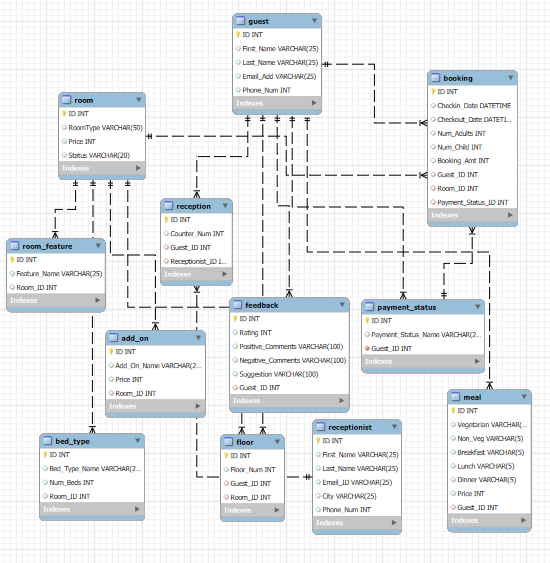 guest
ID INT
First_Name VARCHAR(25)
Last_Name VARCHAR(25)
Email_Add VARCHAR(25)
Phone_Num INT
Indexes
booking
ID INT
Checkin_Date DATETIME
Checkout_Date DATETI...
Num_Adults INT
Num_Child INT
Booking_Amt INT
Guest_ID INT
Room_ID INT
Payment_Status_ID INT
Indexes
room
ID INT
RoomType VARCHAR(50)
Price INT
Status VARCHAR(20)
Indexes
reception
ID INT
Counter_Num INT
Guest_ID INT
Receptionist_ID I...
Indexes
room_feature
ID INT
Feature_Name VARCHAR(25)
Room_ID INT
Indexes
feedback
ID INT
Rating INT
Positive_Comments VARCHAR(100)
Negative_Comments VARCHAR(100)
Suggestion VARCHAR(100)
Guest_ID INT
Indexes
payment_status
ID INT
Payment_Status_Name VARCHAR(2...
Guest_ID INT
Indexes
add_on
ID INT
Add_On_Name VARCHAR(2...
Price INT
Room_ID INT
Indexes
meal
ID INT
Vegetarian VARCHAR(...
Non_Veg VARCHAR(5)
Breakfast VARCHAR(5)
Lunch VARCHAR(5)
Dinner VARCHAR(5)
Price INT
Guest_ID INT
Indexes
bed_type
ID INT
Bed_Type_Name VARCHAR(2...
Num_Beds INT
Room_ID INT
Indexes
floor
ID INT
Floor_Num INT
Guest_ID INT
Room_ID INT
Indexes
receptionist
ID INT
First_Name VARCHAR(25)
Last_Name VARCHAR(25)
Email_ID VARCHAR(25)
City VARCHAR(25)
Phone_Num INT
Indexes